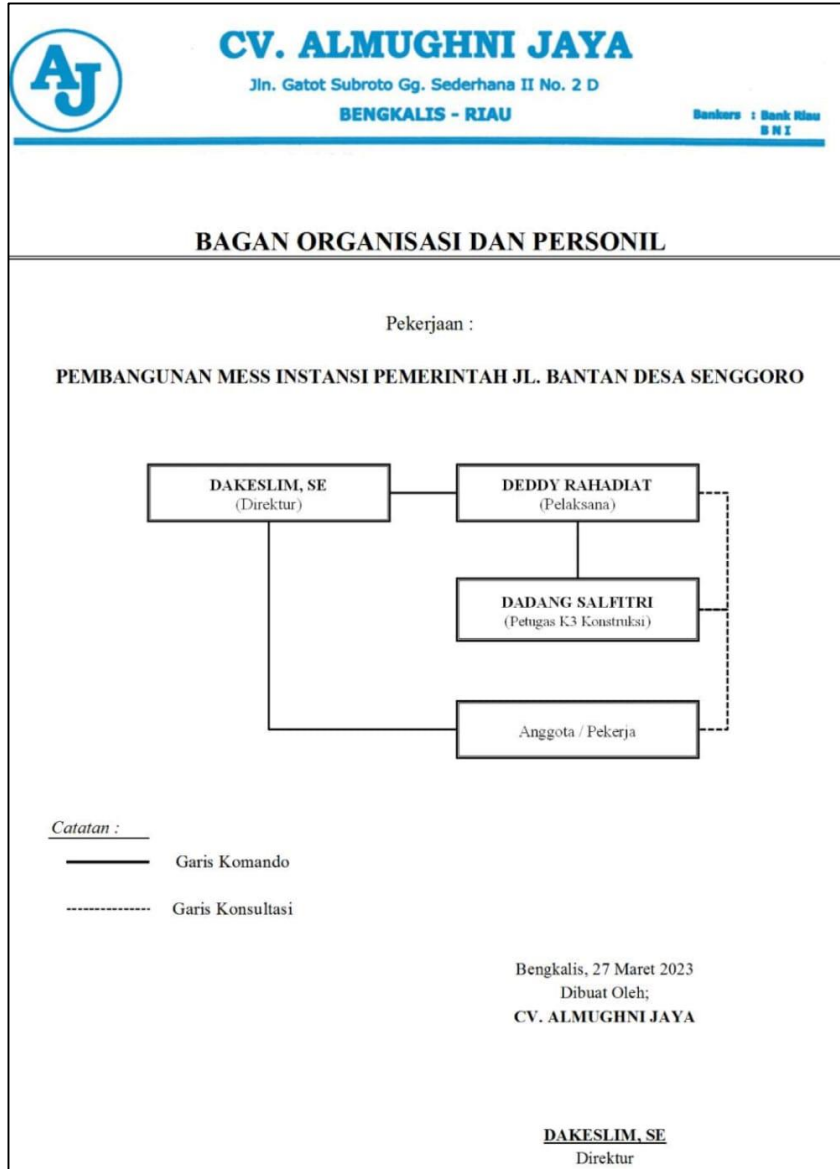 AJ
CV. ALMUGHNI JAYA
Jln. Gatot Subroto Gg. Sederhana II No. 2 D
BENGKALIS - RIAU
Bankers : Bank Riau
B N I
BAGAN ORGANISASI DAN PERSONIL
Pekerjaan :
PEMBANGUNAN MESS INSTANSI PEMERINTAH JL. BANTAN DESA SENGGORO
DAKESLIM, SE
(Direktur)
DEDDY RAHADIAT
(Pelaksana)
DADANG SALFITRI
(Petugas K3 Konstruksi)
Anggota / Pekerja
Catatan :
Garis Komando
Garis Konsultasi
Bengkalis, 27 Maret 2023
Dibuat Oleh;
CV. ALMUGHNI JAYA
DAKESLIM, SE
Direktur